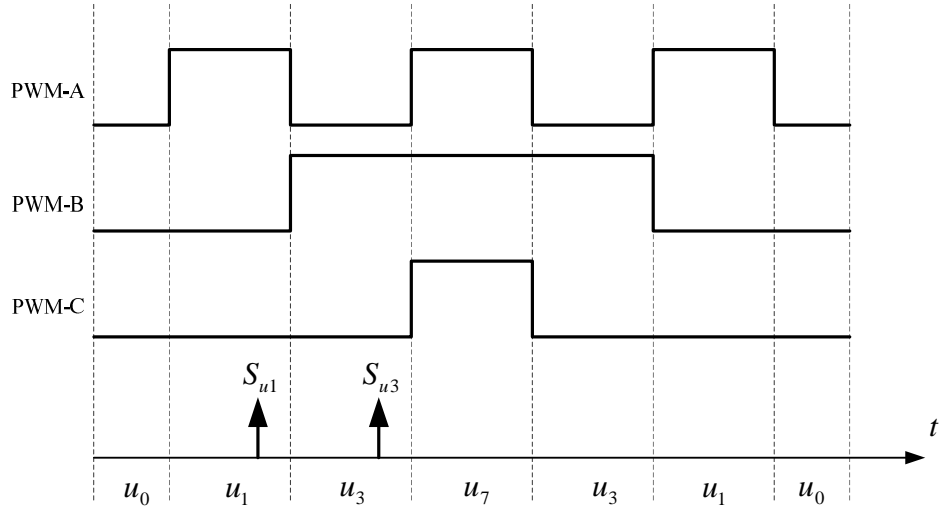 PWM-A
PWM-B
PWM-C
S_{u1} S_{u3}
t
u_0 u_1 u_3 u_7 u_3 u_1 u_0